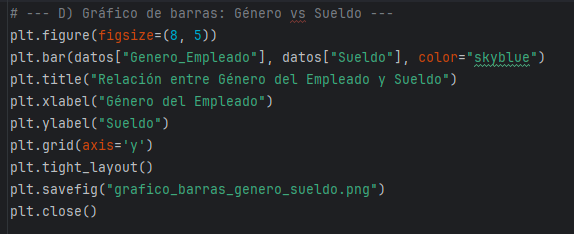 # --- D) Gráfico de barras: Género vs Sueldo ---
plt.figure(figsize=(8, 5))
plt.bar(datos["Genero_Empleado"], datos["Sueldo"], color="skyblue")
plt.title("Relación entre Género del Empleado y Sueldo")
plt.xlabel("Género del Empleado")
plt.ylabel("Sueldo")
plt.grid(axis='y')
plt.tight_layout()
plt.savefig("grafico_barras_genero_sueldo.png")
plt.close()